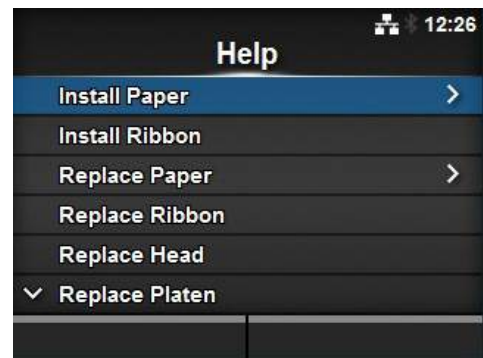 12:26
Help
Install Paper
Install Ribbon
Replace Paper
Replace Ribbon
Replace Head
Replace Platen